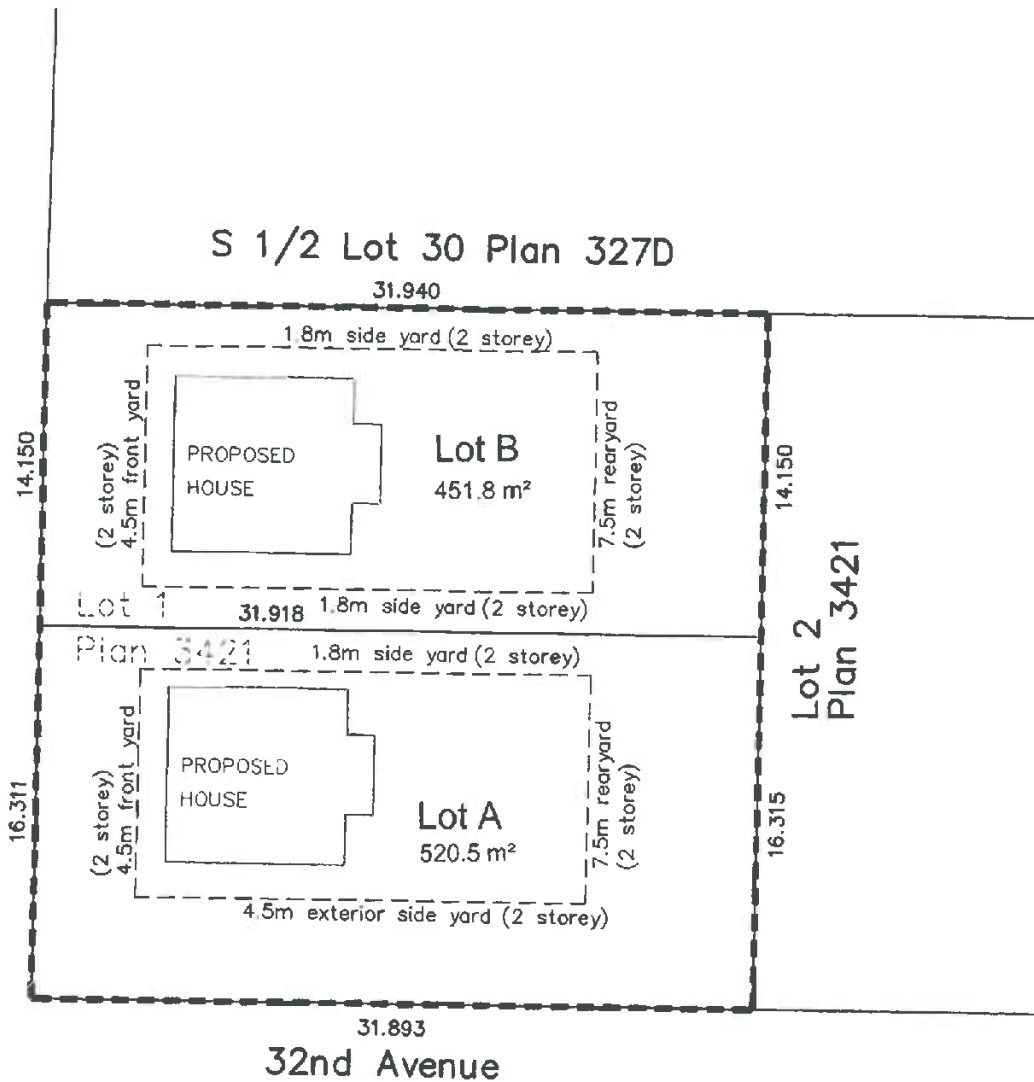 S 1/2 Lot 30 Plan 327D
31.940
1.8m side yard (2 storey)
14.150
(2 storey)
4.5m front yard
PROPOSED
HOUSE
Lot B
451.8 m²
7.5m rearyard
(2 storey)
14.150
Lot 1
31.918
1.8m side yard (2 storey)
Plan 3421
1.8m side yard (2 storey)
Lot 2
Plan 3421
16.311
(2 storey)
4.5m front yard
PROPOSED
HOUSE
Lot A
520.5 m²
7.5m rearyard
(2 storey)
16.315
4.5m exterior side yard (2 storey)
31.893
32nd Avenue